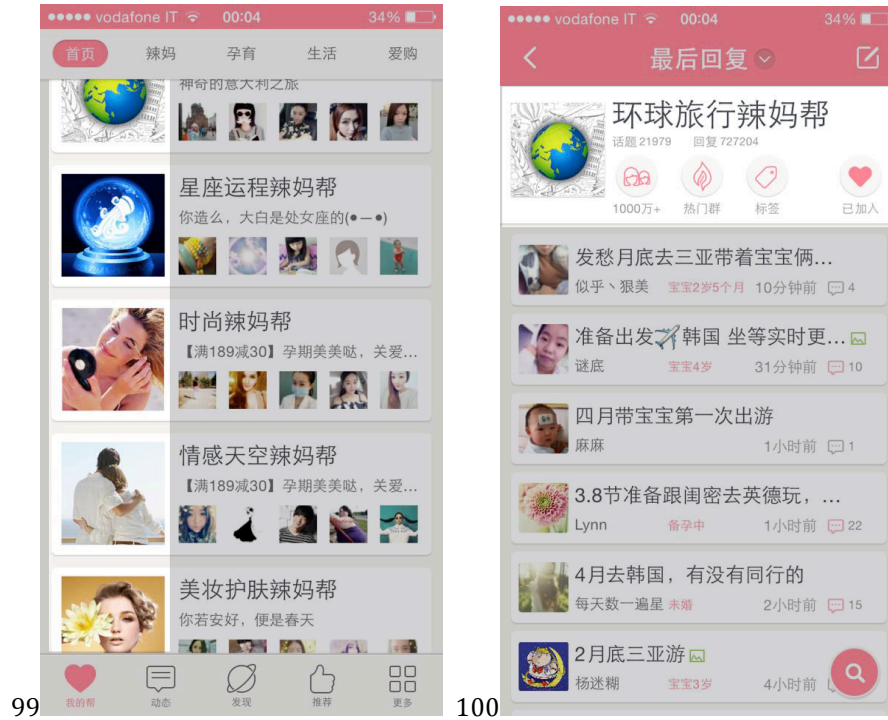 vodafone IT 00:04 34%
首页 辣妈 孕育 生活 爱购
神奇的意大利之旅
星座运程辣妈帮
你造么，大白是处女座的(●—●)
时尚辣妈帮
【满189减30】孕期美美哒，关爱...
情感天空辣妈帮
【满189减30】孕期美美哒，关爱...
美妆护肤辣妈帮
你若安好，便是春天
我的帮 动态 发现 推荐 更多
99
vodafone IT 00:04 34%
最后回复
环球旅行辣妈帮
话题 21979 回复 727204
1000万+ 热门群 标签 已加入
发愁月底去三亚带着宝宝俩...
似乎丶狠美 宝宝2岁5个月 10分钟前 4
准备出发✈️韩国 坐等实时更...
谜底 宝宝4岁 31分钟前 10
四月带宝宝第一次出游
麻麻 1小时前 1
3.8节准备跟闺密去英德玩，...
Lynn 备孕中 1小时前 22
4月去韩国，有没有同行的
每天数一遍星 未婚 2小时前 15
2月底三亚游
杨迷糊 宝宝3岁 4小时前
100